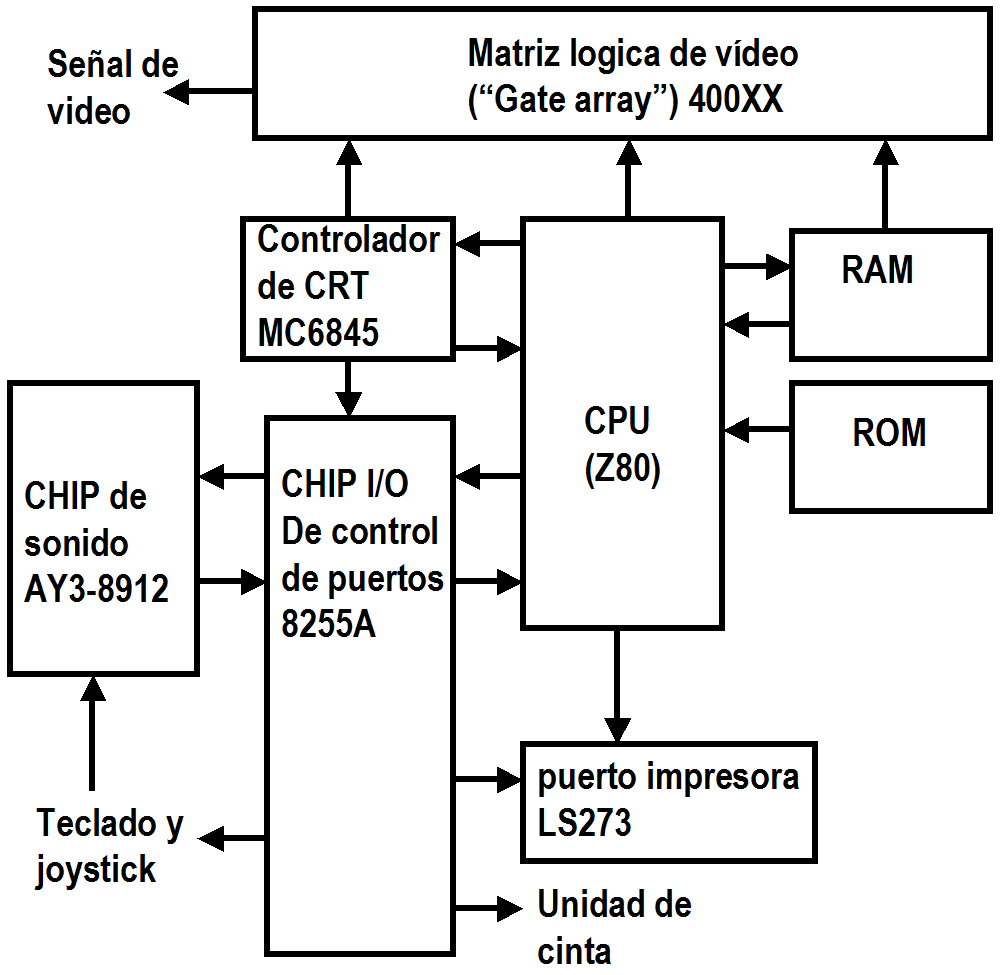 Matriz logica de vídeo
(“Gate array”) 400XX
Señal de
video
Controlador
de CRT
MC6845
RAM
CPU
(Z80)
ROM
CHIP de
sonido
AY3-8912
CHIP I/O
De control
de puertos
8255A
puerto impresora
LS273
Teclado y
joystick
Unidad de
cinta